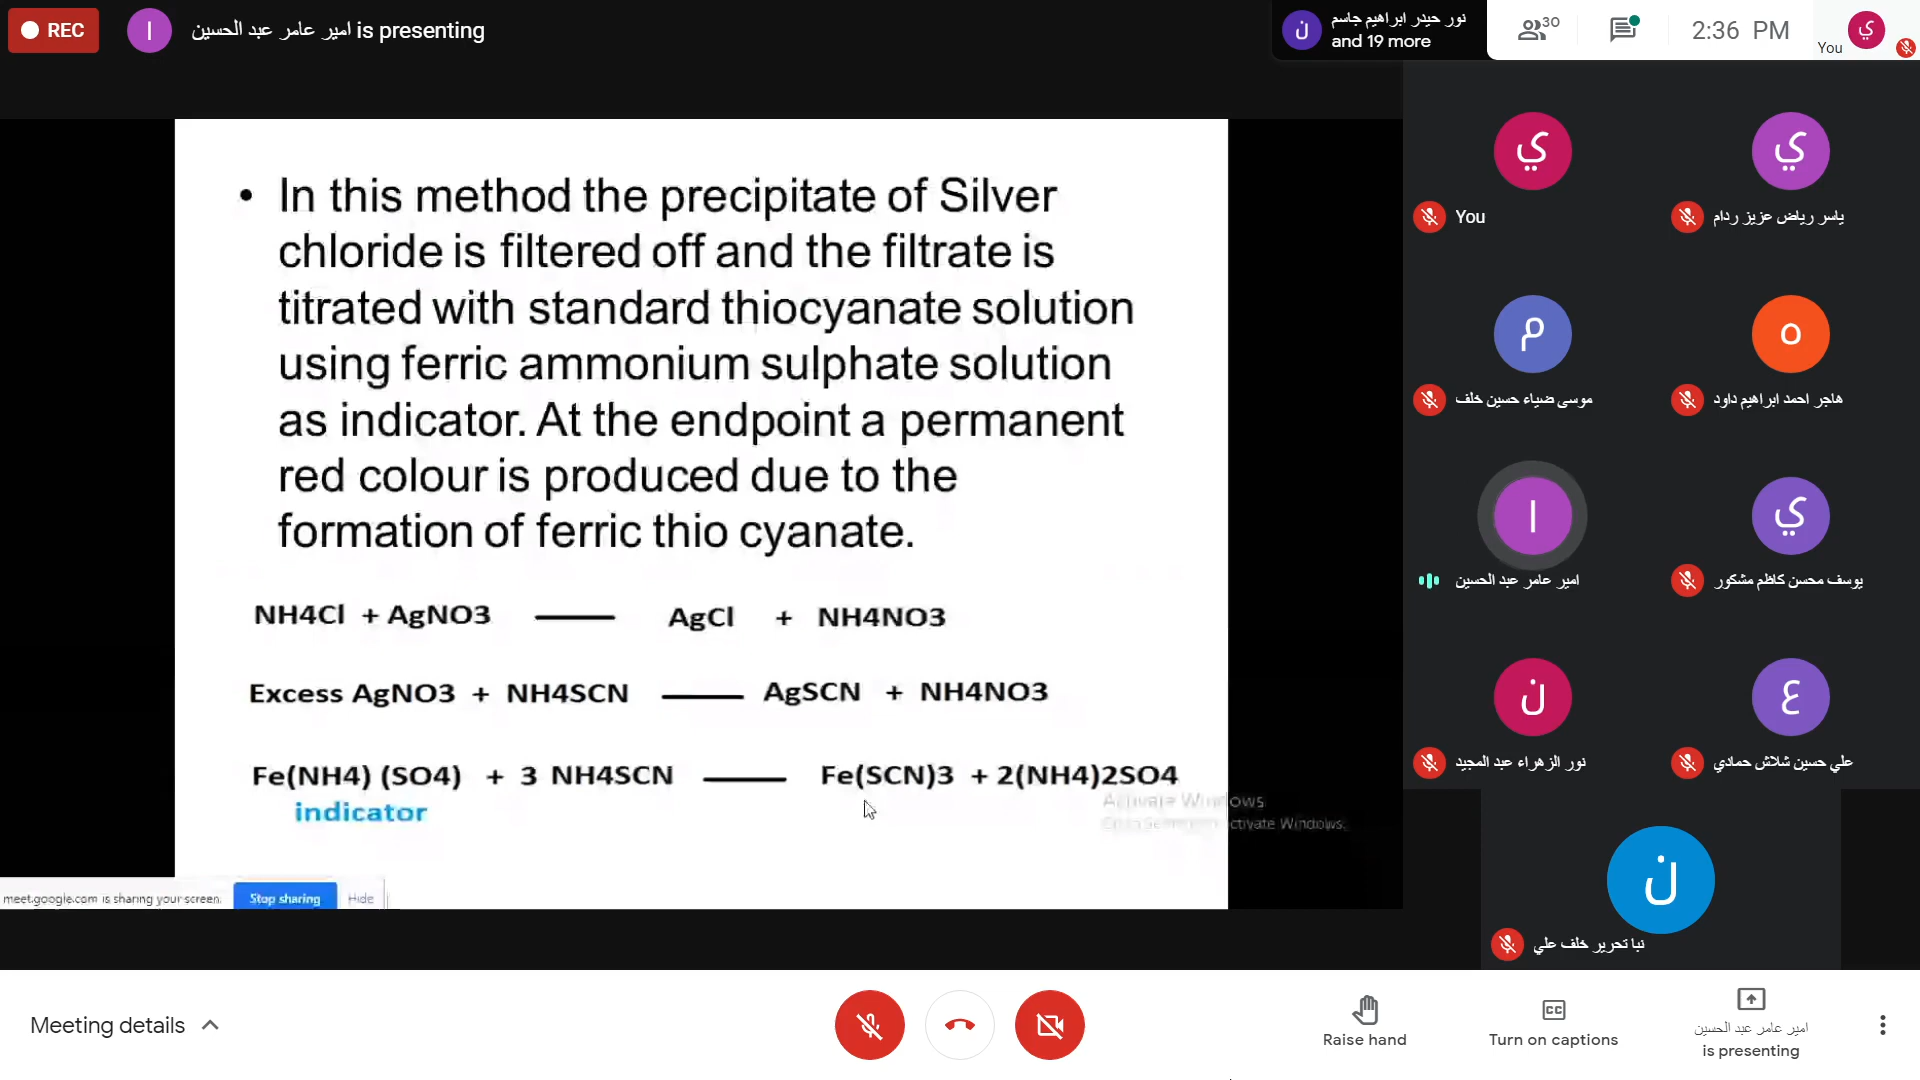 REC
ا
امير عامر عبد الحسين is presenting
ن
نور حيدر ابراهيم جاسم
and 19 more
30
2:36 PM
You
ي
• In this method the precipitate of Silver
chloride is filtered off and the filtrate is
titrated with standard thiocyanate solution
using ferric ammonium sulphate solution
as indicator. At the endpoint a permanent
red colour is produced due to the
formation of ferric thio cyanate.
NH4Cl + AgNO3 —— AgCl + NH4NO3
Excess AgNO3 + NH4SCN —— AgSCN + NH4NO3
Fe(NH4) (SO4) + 3 NH4SCN —— Fe(SCN)3 + 2(NH4)2SO4
indicator
Activate Windows
ctivate Windows.
meet.google.com is sharing your screen.
Stop sharing
Hide
ي
You
ي
ياسر رياض عزيز ردام
م
موسى ضياء حسين خلف
ه
هاجر احمد ابراهيم داود
ا
امير عامر عبد الحسين
ي
يوسف محسن كاظم مشكور
ن
نور الزهراء عبد المجيد
ع
علي حسين شلاش حمادي
ن
نبا تحرير خلف علي
Meeting details
Raise hand
CC
Turn on captions
امير عامر عبد الحسين
is presenting